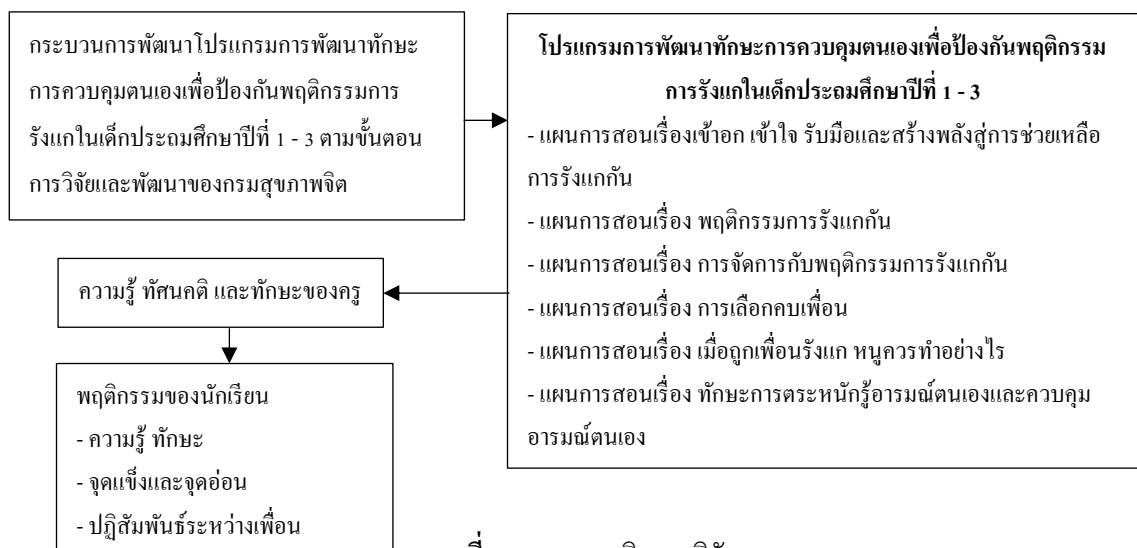 กระบวนการพัฒนาโปรแกรมการพัฒนาทักษะ
การควบคุมตนเองเพื่อป้องกันพฤติกรรมการ
รังแกในเด็กประถมศึกษาปีที่ 1 - 3 ตามขั้นตอน
การวิจัยและพัฒนาของกรมสุขภาพจิต
โปรแกรมการพัฒนาทักษะการควบคุมตนเองเพื่อป้องกันพฤติกรรม
การรังแกในเด็กประถมศึกษาปีที่ 1 - 3
- แผนการสอนเรื่องเข้าอก เข้าใจ รับมือและสร้างพลังสู่การช่วยเหลือ
การรังแกกัน
- แผนการสอนเรื่อง พฤติกรรมการรังแกกัน
- แผนการสอนเรื่อง การจัดการกับพฤติกรรมการรังแกกัน
- แผนการสอนเรื่อง การเลือกคบเพื่อน
- แผนการสอนเรื่อง เมื่อถูกเพื่อนรังแก หนูควรทำอย่างไร
- แผนการสอนเรื่อง ทักษะการตระหนักรู้อารมณ์ตนเองและควบคุม
อารมณ์ตนเอง
ความรู้ ทัศนคติ และทักษะของครู
พฤติกรรมของนักเรียน
- ความรู้ ทักษะ
- จุดแข็งและจุดอ่อน
- ปฏิสัมพันธ์ระหว่างเพื่อน